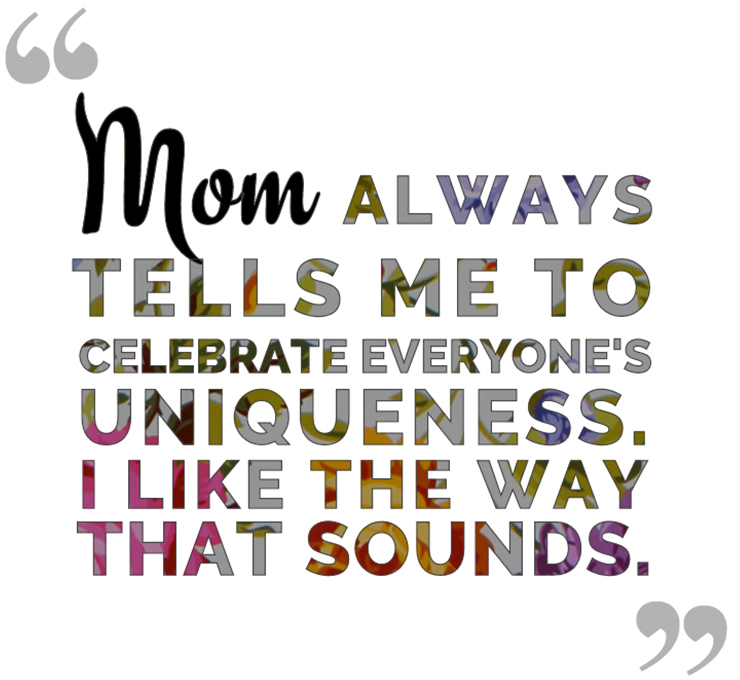 “
Mom ALWAYS
TELLS ME TO
CELEBRATE EVERYONE'S
UNIQUENESS.
I LIKE THE WAY
THAT SOUNDS.
”